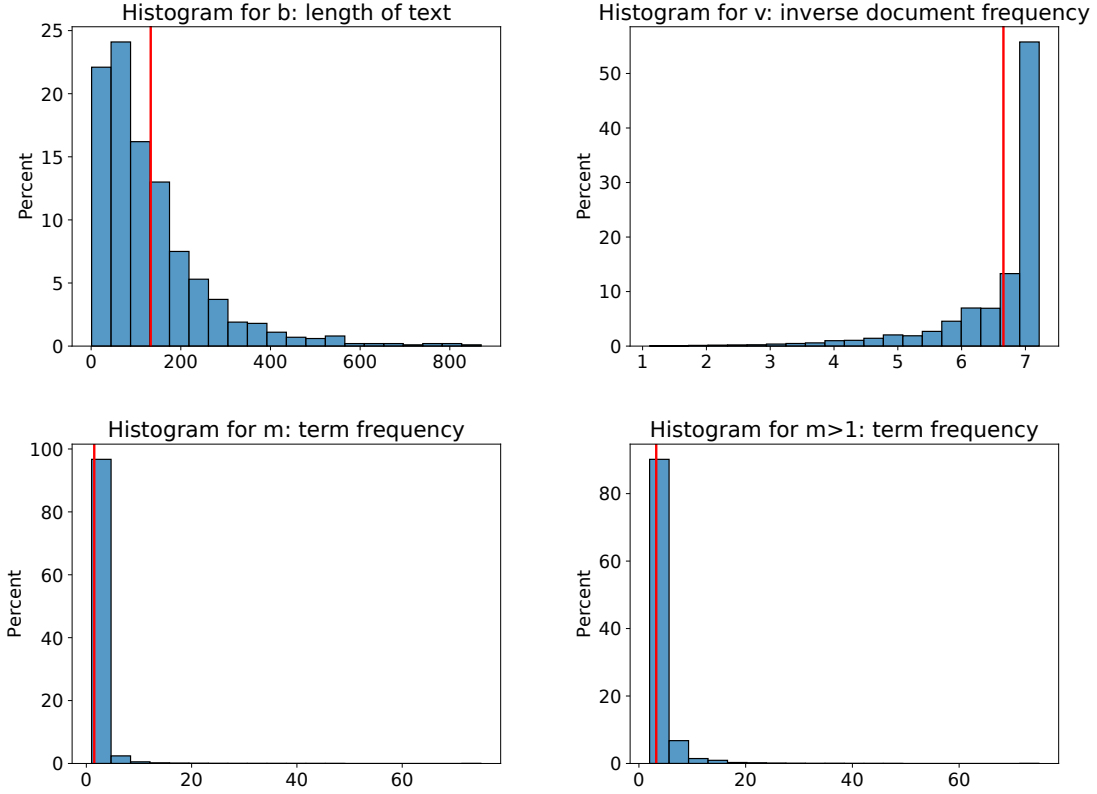 Histogram for b: length of text
Percent
25
20
15
10
5
0
0 200 400 600 800
Histogram for v: inverse document frequency
Percent
50
40
30
20
10
0
1 2 3 4 5 6 7
Histogram for m: term frequency
Percent
100
80
60
40
20
0
0 20 40 60
Histogram for m>1: term frequency
Percent
80
60
40
20
0
0 20 40 60